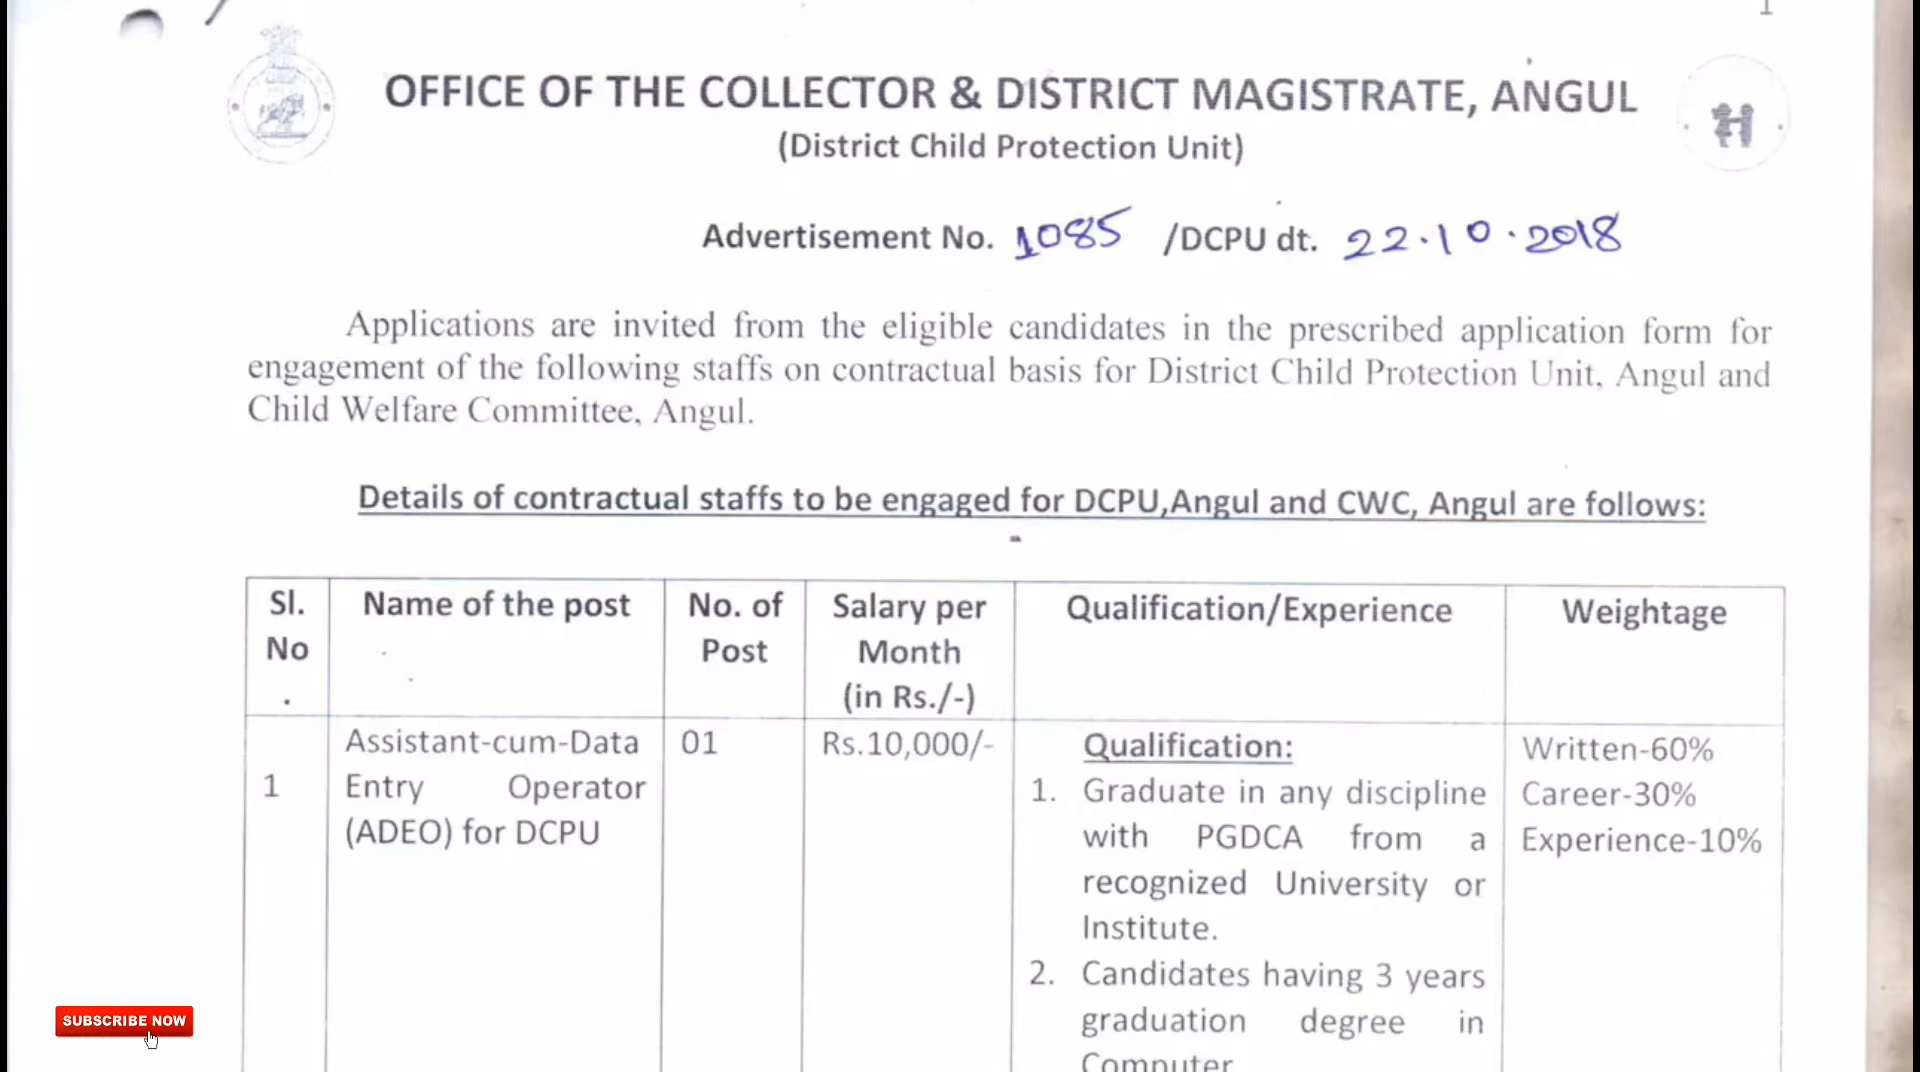 1
OFFICE OF THE COLLECTOR & DISTRICT MAGISTRATE, ANGUL
(District Child Protection Unit)
Advertisement No. 1085 /DCPU dt. 22.10.2018
Applications are invited from the eligible candidates in the prescribed application form for
engagement of the following staffs on contractual basis for District Child Protection Unit, Angul and
Child Welfare Committee, Angul.
Details of contractual staffs to be engaged for DCPU,Angul and CWC, Angul are follows:
Sl.
No
.
Name of the post
No. of
Post
Salary per
Month
(in Rs./-)
Qualification/Experience
Weightage
1
Assistant-cum-Data
Entry Operator
(ADEO) for DCPU
01
Rs.10,000/-
Qualification:
1. Graduate in any discipline
with PGDCA from a
recognized University or
Institute.
2. Candidates having 3 years
graduation degree in
Computer
Written-60%
Career-30%
Experience-10%
SUBSCRIBE NOW